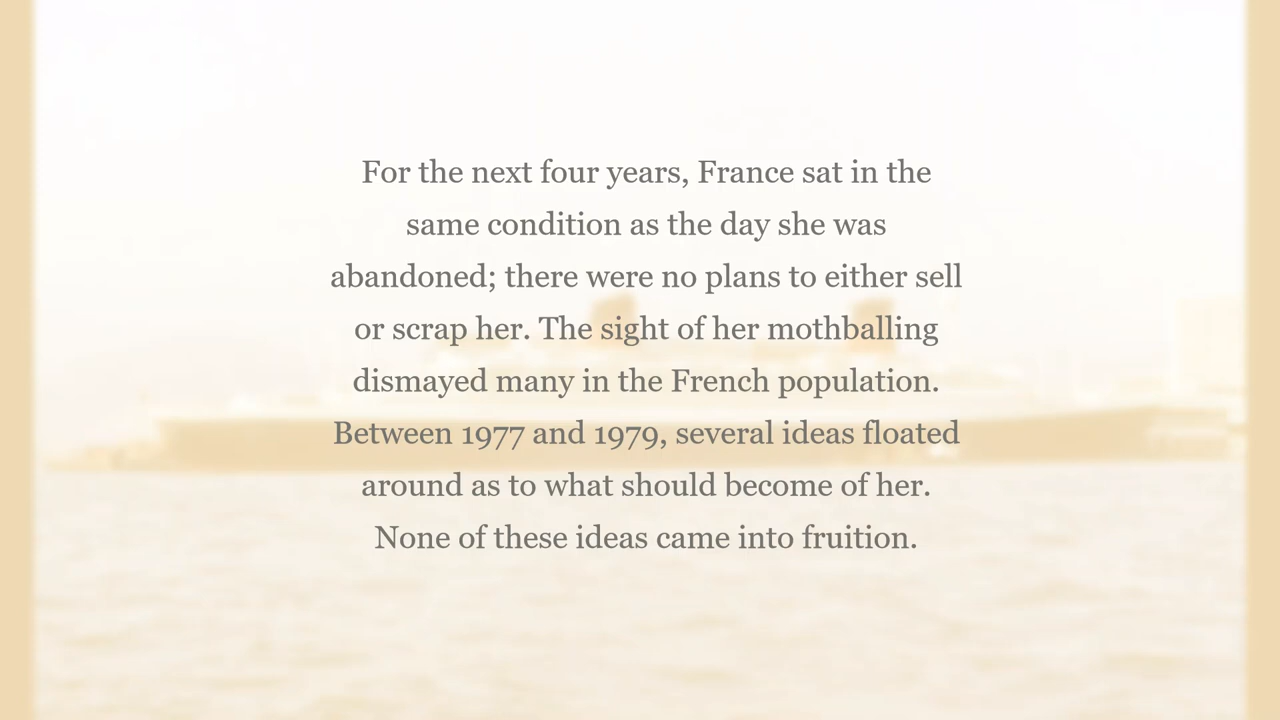 For the next four years, France sat in the
same condition as the day she was
abandoned; there were no plans to either sell
or scrap her. The sight of her mothballing
dismayed many in the French population.
Between 1977 and 1979, several ideas floated
around as to what should become of her.
None of these ideas came into fruition.